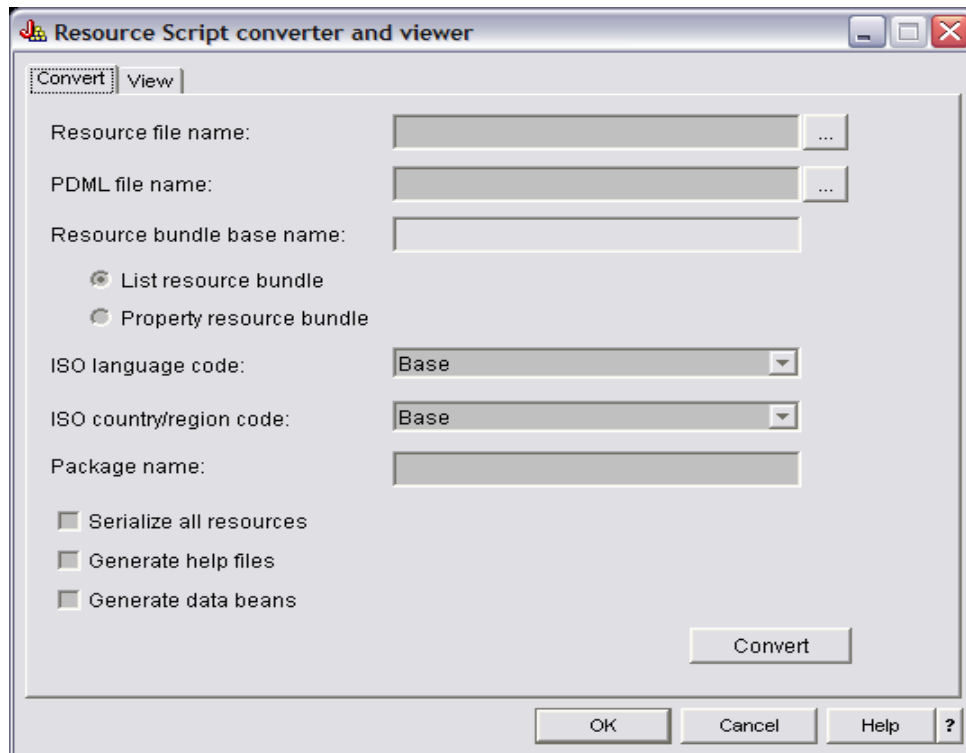 Resource Script converter and viewer
Convert View
Resource file name: ...
PDML file name: ...
Resource bundle base name:
List resource bundle
Property resource bundle
ISO language code: Base
ISO country/region code: Base
Package name:
Serialize all resources
Generate help files
Generate data beans
Convert
OK Cancel Help ?